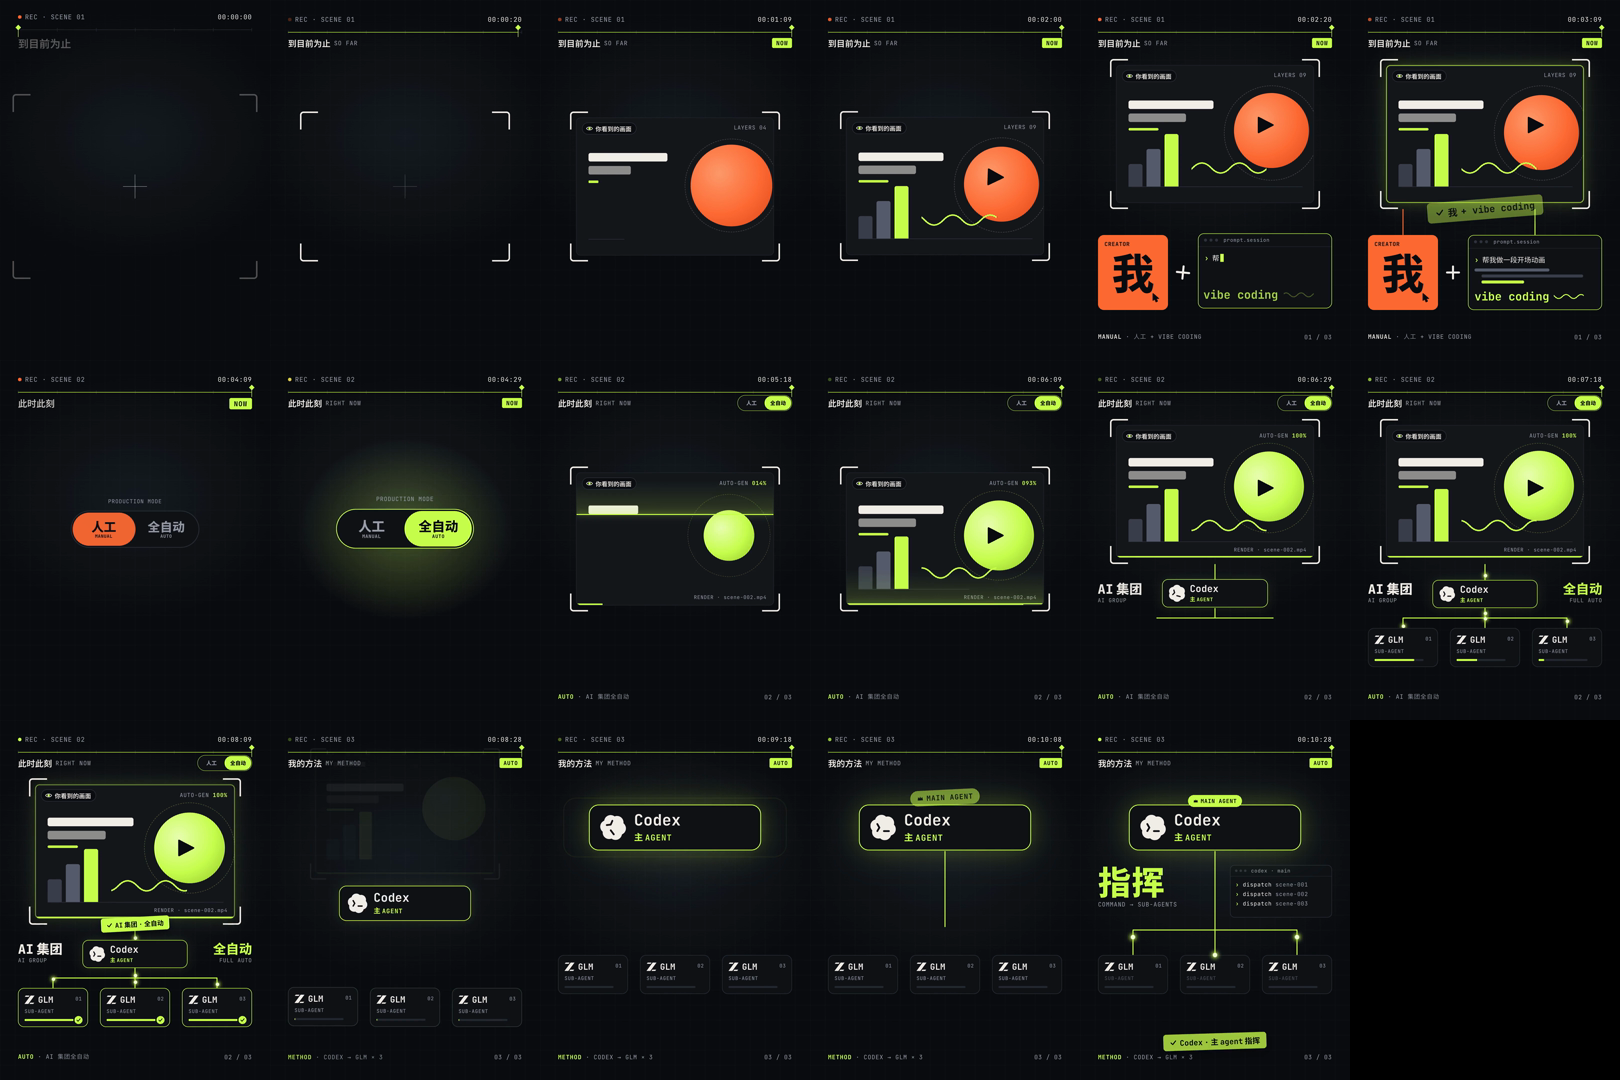 REC · SCENE 01
00:00:00
到目前为止
REC · SCENE 01
00:00:20
到目前为止 SO FAR
REC · SCENE 01
00:01:09
到目前为止 SO FAR
NOW
你看到的画面
LAYERS 04
REC · SCENE 01
00:02:00
到目前为止 SO FAR
NOW
你看到的画面
LAYERS 09
REC · SCENE 01
00:02:20
到目前为止 SO FAR
NOW
你看到的画面
LAYERS 09
CREATOR
我
+
prompt.session
› 帮
vibe coding
MANUAL · 人工 + VIBE CODING
01 / 03
REC · SCENE 01
00:03:09
到目前为止 SO FAR
NOW
你看到的画面
LAYERS 09
✓ 我 + vibe coding
CREATOR
我
+
prompt.session
› 帮我做一段开场动画
vibe coding
MANUAL · 人工 + VIBE CODING
01 / 03
REC · SCENE 02
00:04:09
此时此刻
NOW
PRODUCTION MODE
人工
MANUAL
全自动
AUTO
REC · SCENE 02
00:04:29
此时此刻 RIGHT NOW
NOW
PRODUCTION MODE
人工
MANUAL
全自动
AUTO
REC · SCENE 02
00:05:18
此时此刻 RIGHT NOW
人工 全自动
你看到的画面
AUTO-GEN 014%
RENDER · scene-002.mp4
AUTO · AI 集团全自动
02 / 03
REC · SCENE 02
00:06:09
此时此刻 RIGHT NOW
人工 全自动
你看到的画面
AUTO-GEN 093%
RENDER · scene-002.mp4
AUTO · AI 集团全自动
02 / 03
REC · SCENE 02
00:06:29
此时此刻 RIGHT NOW
人工 全自动
你看到的画面
AUTO-GEN 100%
RENDER · scene-002.mp4
AI 集团
AI GROUP
Codex
主 AGENT
AUTO · AI 集团全自动
02 / 03
REC · SCENE 02
00:07:18
此时此刻 RIGHT NOW
人工 全自动
你看到的画面
AUTO-GEN 100%
RENDER · scene-002.mp4
AI 集团
AI GROUP
Codex
主 AGENT
全自动
FULL AUTO
GLM 01
SUB-AGENT
GLM 02
SUB-AGENT
GLM 03
SUB-AGENT
AUTO · AI 集团全自动
02 / 03
REC · SCENE 02
00:08:09
此时此刻 RIGHT NOW
人工 全自动
你看到的画面
AUTO-GEN 100%
RENDER · scene-002.mp4
✓ AI 集团 · 全自动
AI 集团
AI GROUP
Codex
主 AGENT
全自动
FULL AUTO
GLM 01
SUB-AGENT
GLM 02
SUB-AGENT
GLM 03
SUB-AGENT
AUTO · AI 集团全自动
02 / 03
REC · SCENE 03
00:08:28
我的方法 MY METHOD
AUTO
Codex
主 AGENT
GLM 01
SUB-AGENT
GLM 02
SUB-AGENT
GLM 03
SUB-AGENT
METHOD · CODEX → GLM × 3
03 / 03
REC · SCENE 03
00:09:18
我的方法 MY METHOD
AUTO
Codex
主 AGENT
GLM 01
SUB-AGENT
GLM 02
SUB-AGENT
GLM 03
SUB-AGENT
METHOD · CODEX → GLM × 3
03 / 03
REC · SCENE 03
00:10:08
我的方法 MY METHOD
AUTO
MAIN AGENT
Codex
主 AGENT
GLM 01
SUB-AGENT
GLM 02
SUB-AGENT
GLM 03
SUB-AGENT
METHOD · CODEX → GLM × 3
03 / 03
REC · SCENE 03
00:10:28
我的方法 MY METHOD
AUTO
MAIN AGENT
Codex
主 AGENT
指挥
COMMAND → SUB-AGENTS
codex · main
› dispatch scene-001
› dispatch scene-002
› dispatch scene-003
GLM 01
SUB-AGENT
GLM 02
SUB-AGENT
GLM 03
SUB-AGENT
✓ Codex · 主 agent 指挥
METHOD · CODEX → GLM × 3
03 / 03